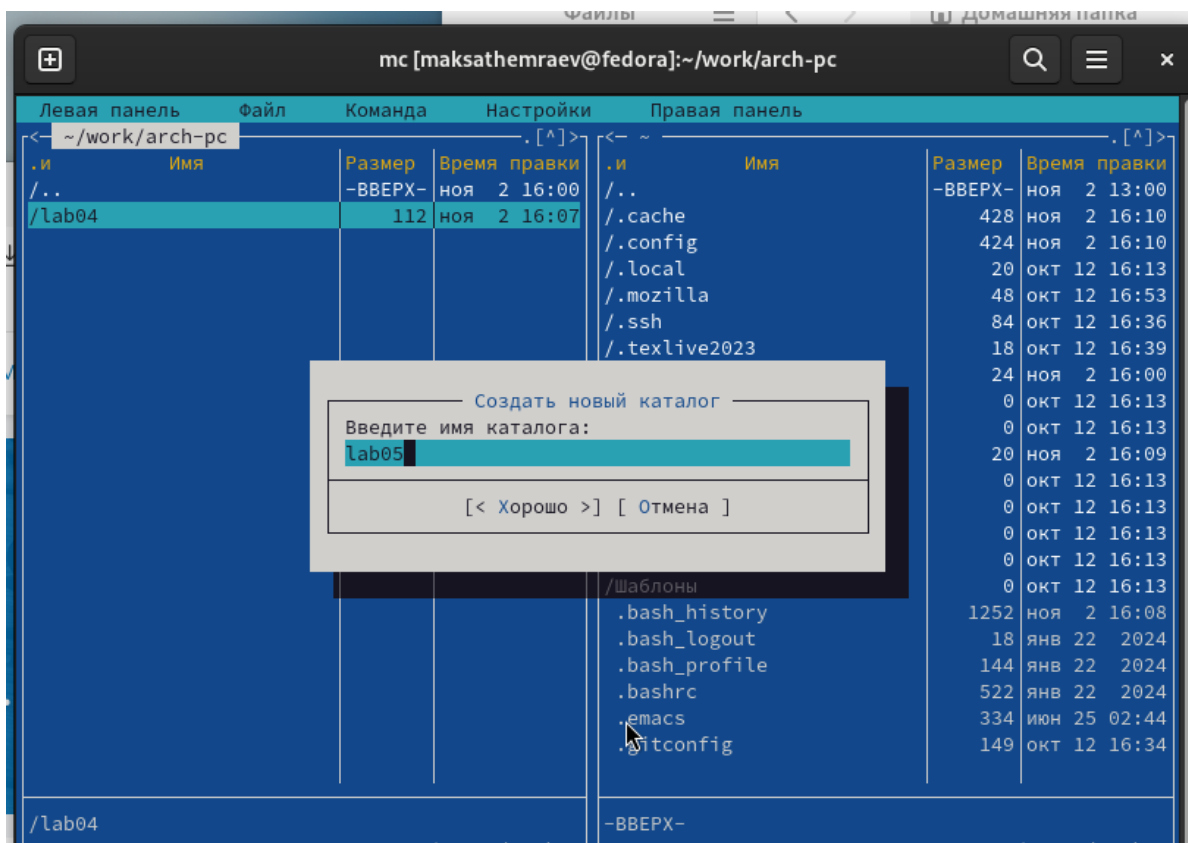 Файлы
Домашняя папка
mc [maksathemraev@fedora]:~/work/arch-pc
Левая панель Файл Команда Настройки Правая панель
<— ~/work/arch-pc .[^]> <— ~ .[^]>
.и Имя Размер Время правки .и Имя Размер Время правки
/.. -ВВЕРХ- ноя 2 16:00 /.. -ВВЕРХ- ноя 2 13:00
/lab04 112 ноя 2 16:07 /.cache 428 ноя 2 16:10
/.config 424 ноя 2 16:10
/.local 20 окт 12 16:13
/.mozilla 48 окт 12 16:53
/.ssh 84 окт 12 16:36
/.texlive2023 18 окт 12 16:39
24 ноя 2 16:00
Создать новый каталог 0 окт 12 16:13
Введите имя каталога: 0 окт 12 16:13
lab05 20 ноя 2 16:09
0 окт 12 16:13
[< Хорошо >] [ Отмена ] 0 окт 12 16:13
0 окт 12 16:13
0 окт 12 16:13
/Шаблоны 0 окт 12 16:13
.bash_history 1252 ноя 2 16:08
.bash_logout 18 янв 22 2024
.bash_profile 144 янв 22 2024
.bashrc 522 янв 22 2024
.emacs 334 июн 25 02:44
.gitconfig 149 окт 12 16:34
/lab04 -ВВЕРХ-